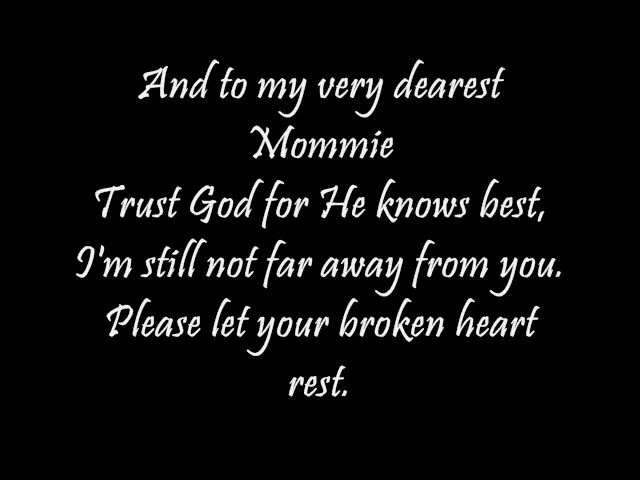 And to my very dearest
Mommie
Trust God for He knows best,
I'm still not far away from you.
Please let your broken heart
rest.